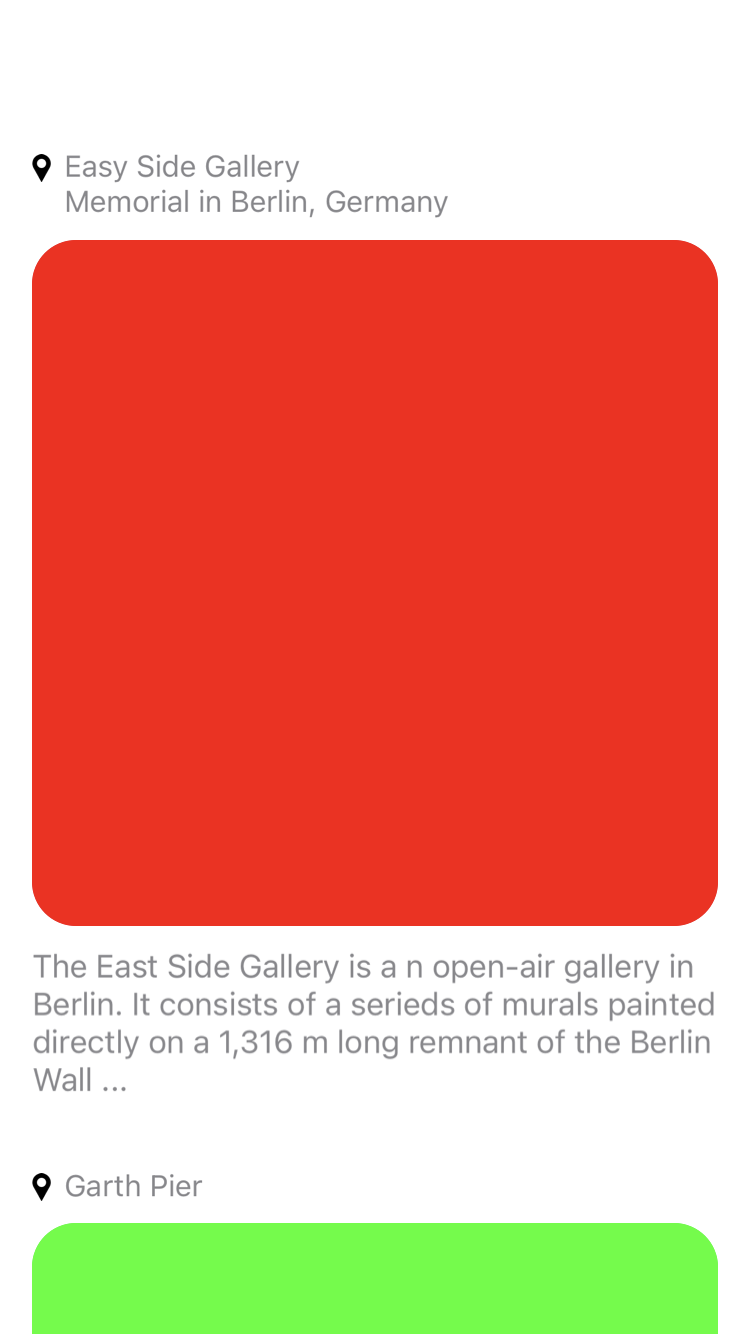 Easy Side Gallery
Memorial in Berlin, Germany
The East Side Gallery is a n open-air gallery in
Berlin. It consists of a serieds of murals painted
directly on a 1,316 m long remnant of the Berlin
Wall ...
Garth Pier